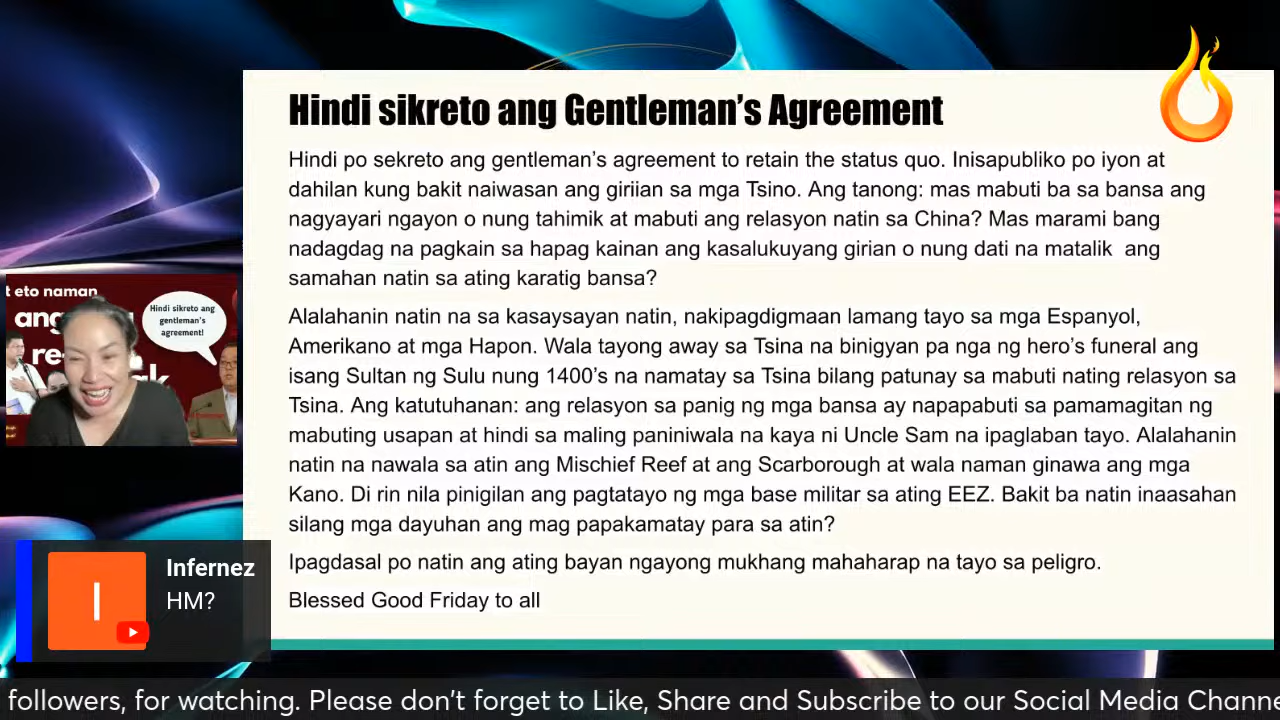 Hindi sikreto ang Gentleman's Agreement
Hindi po sekreto ang gentleman's agreement to retain the status quo. Inisapubliko po iyon at
dahilan kung bakit naiwasan ang giriian sa mga Tsino. Ang tanong: mas mabuti ba sa bansa ang
nagyayari ngayon o nung tahimik at mabuti ang relasyon natin sa China? Mas marami bang
nadagdag na pagkain sa hapag kainan ang kasalukuyang girian o nung dati na matalik ang
samahan natin sa ating karatig bansa?
Alalahanin natin na sa kasaysayan natin, nakipagdigmaan lamang tayo sa mga Espanyol,
Amerikano at mga Hapon. Wala tayong away sa Tsina na binigyan pa nga ng hero's funeral ang
isang Sultan ng Sulu nung 1400's na namatay sa Tsina bilang patunay sa mabuti nating relasyon sa
Tsina. Ang katutuhanan: ang relasyon sa panig ng mga bansa ay napapabuti sa pamamagitan ng
mabuting usapan at hindi sa maling paniniwala na kaya ni Uncle Sam na ipaglaban tayo. Alalahanin
natin na nawala sa atin ang Mischief Reef at ang Scarborough at wala naman ginawa ang mga
Kano. Di rin nila pinigilan ang pagtatayo ng mga base militar sa ating EEZ. Bakit ba natin inaasahan
silang mga dayuhan ang mag papakamatay para sa atin?
Ipagdasal po natin ang ating bayan ngayong mukhang mahaharap na tayo sa peligro.
Blessed Good Friday to all
t eto naman
ang
re
k
Hindi sikreto ang
gentleman's
agreement!
I
Infernez
HM?
followers, for watching. Please don't forget to Like, Share and Subscribe to our Social Media Channe